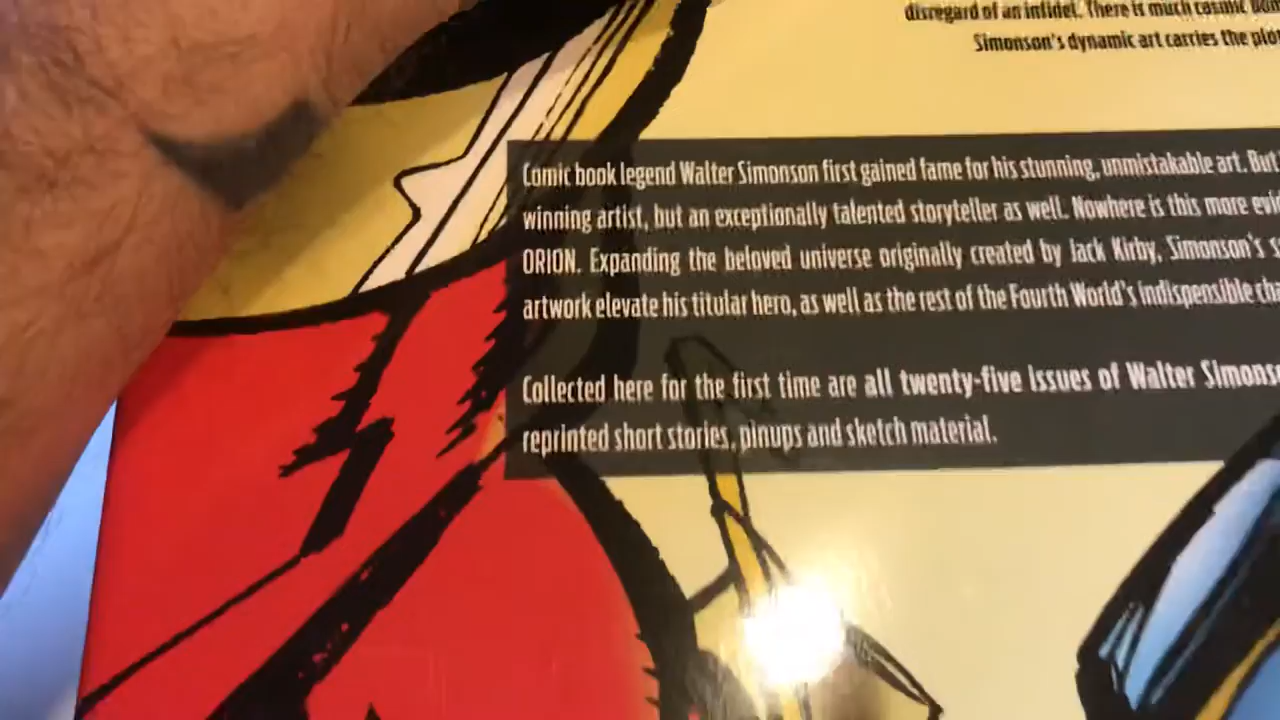 disregard of an infidel. There is much cosmic
Simonson's dynamic art carries the plot
Comic book legend Walter Simonson first gained fame for his stunning, unmistakable art. But
winning artist, but an exceptionally talented storyteller as well. Nowhere is this more evi
ORION. Expanding the beloved universe originally created by Jack Kirby, Simonson's s
artwork elevate his titular hero, as well as the rest of the Fourth World's indispensible cha
Collected here for the first time are all twenty-five issues of Walter Simonso
reprinted short stories, pinups and sketch material.